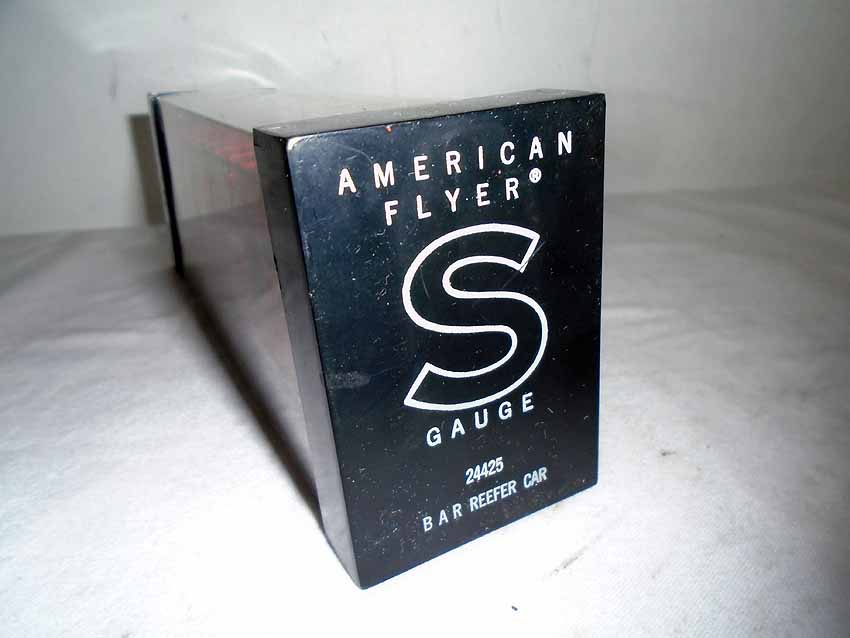 AMERICAN
FLYER®
S
GAUGE
24425
BAR REEFER CAR